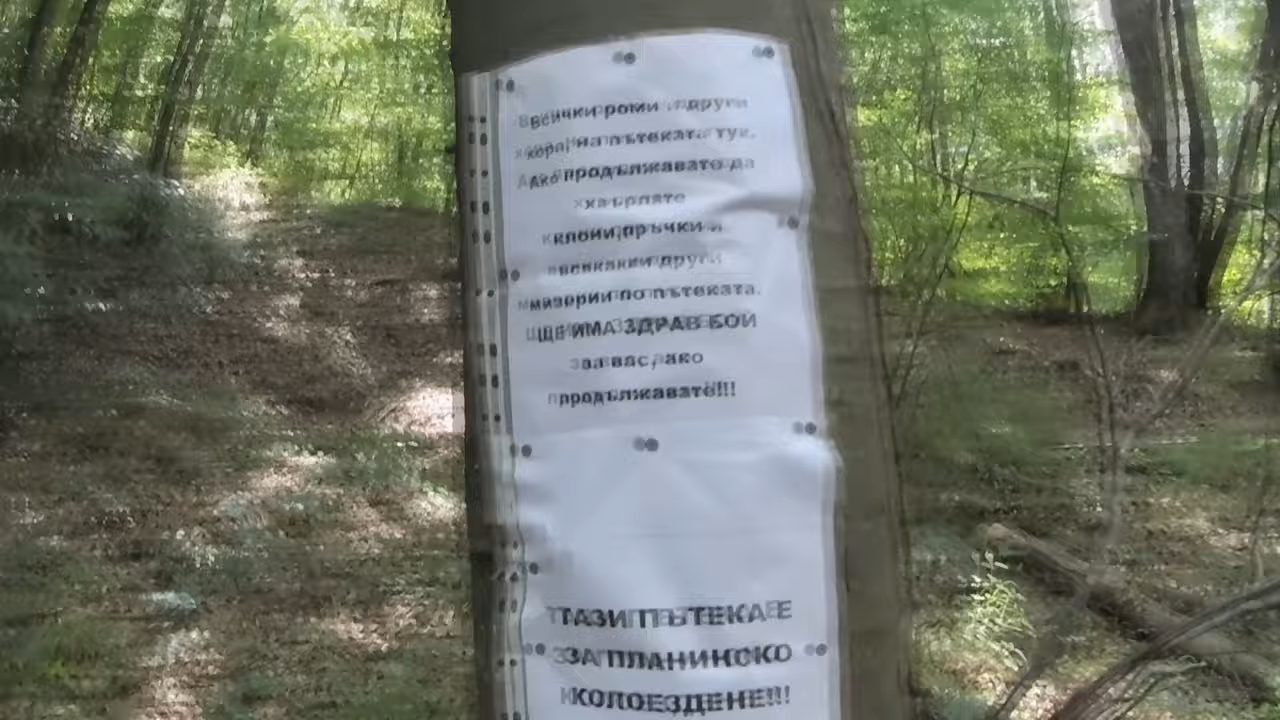 Всички роми и други
хора, на пътеката тук.
Ако продължавате да
хвърляте
клони, пръчки и
всякакви други
мизерии по пътеката.
ЩЕ ИМА ЗДРАВ БОЙ
за вас, ако
продължавате!!!
ТАЗИ ПЪТЕКА Е
ЗА ПЛАНИНСКО
КОЛОЕЗДЕНЕ!!!